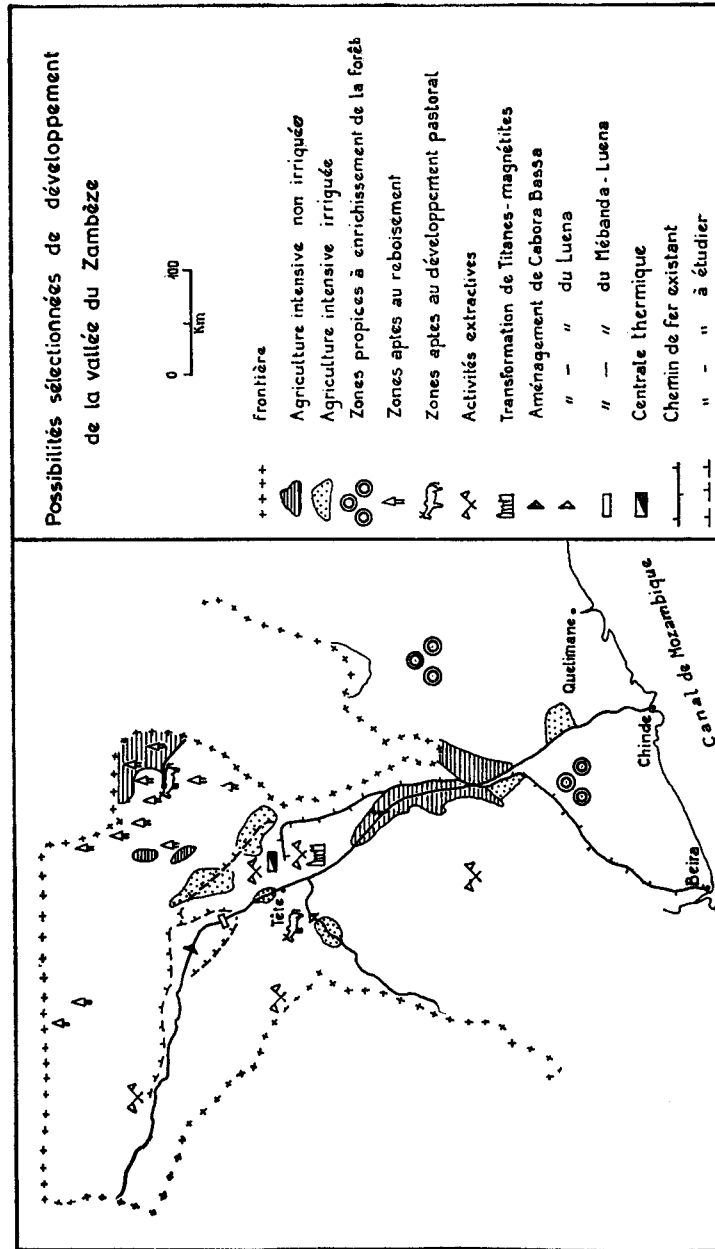 Possibilités sélectionnées de développement
de la vallée du Zambèze
0 100
Km
frontière
Agriculture intensive non irriguée
Agriculture intensive irriguée
Zones propices à enrichissement de la forêt
Zones aptes au reboisement
Zones aptes au développement pastoral
Activités extractives
Transformation de Titanes-magnétites
Aménagement de Cabora Bassa
" — " du Luena
" — " du Mébanda-Luena
Centrale thermique
Chemin de fer existant
" - " à étudier
Tête
Quelimane
Chinde
Beira
Canal de Mozambique